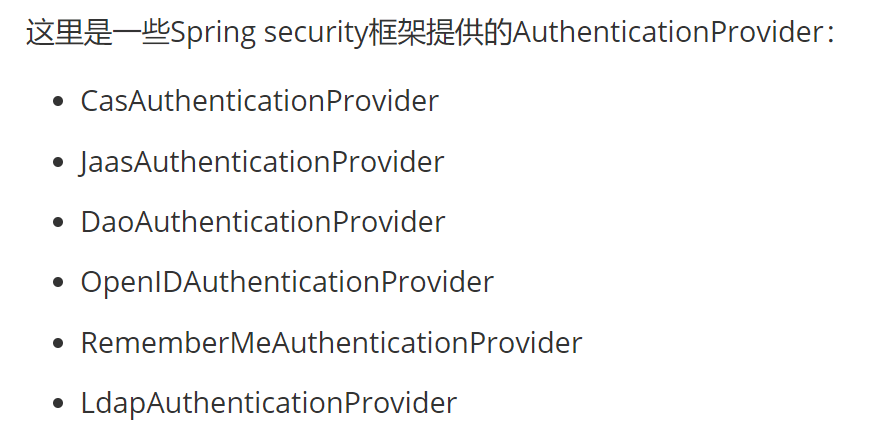 这里是一些Spring security框架提供的AuthenticationProvider：
• CasAuthenticationProvider
• JaasAuthenticationProvider
• DaoAuthenticationProvider
• OpenIDAuthenticationProvider
• RememberMeAuthenticationProvider
• LdapAuthenticationProvider